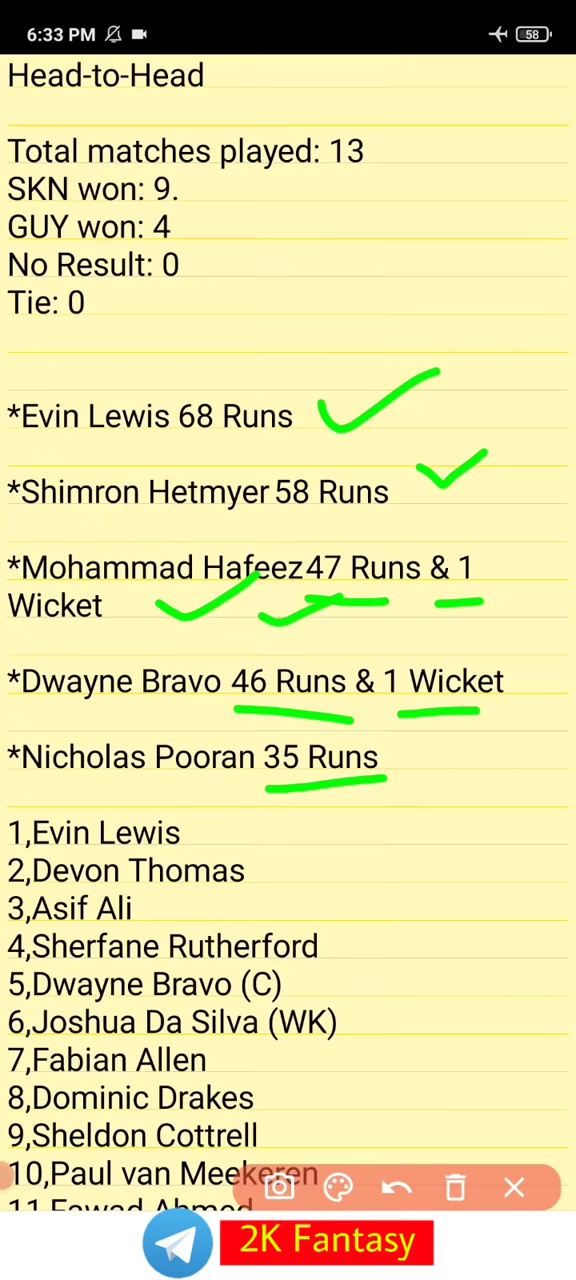 6:33 PM
58
Head-to-Head
Total matches played: 13
SKN won: 9.
GUY won: 4
No Result: 0
Tie: 0
*Evin Lewis 68 Runs
*Shimron Hetmyer 58 Runs
*Mohammad Hafeez 47 Runs & 1
Wicket
*Dwayne Bravo 46 Runs & 1 Wicket
*Nicholas Pooran 35 Runs
1,Evin Lewis
2,Devon Thomas
3,Asif Ali
4,Sherfane Rutherford
5,Dwayne Bravo (C)
6,Joshua Da Silva (WK)
7,Fabian Allen
8,Dominic Drakes
9,Sheldon Cottrell
10,Paul van Meekeren
11,Fawad Ahmed
2K Fantasy